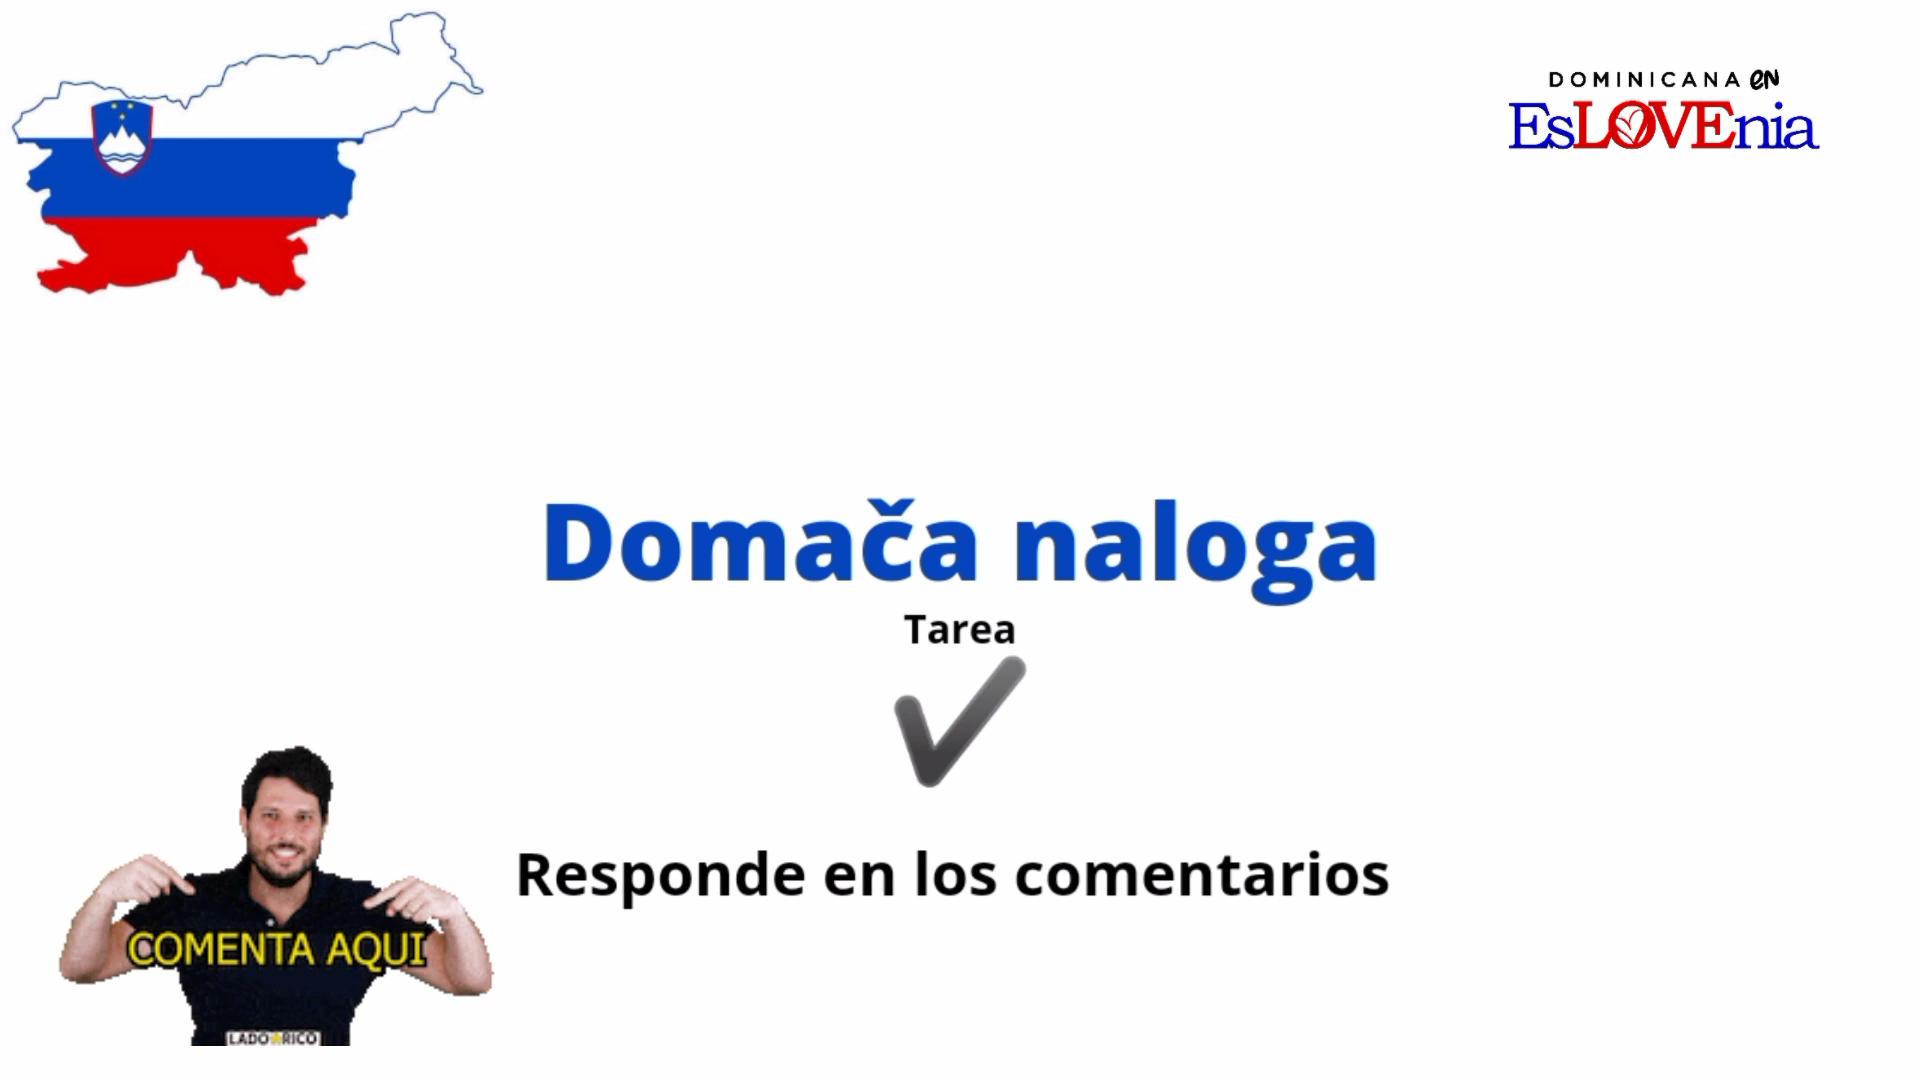 DOMINICANA EN
EsLOVEnia
Domača naloga
Tarea
Responde en los comentarios
COMENTA AQUI
LADO RICO